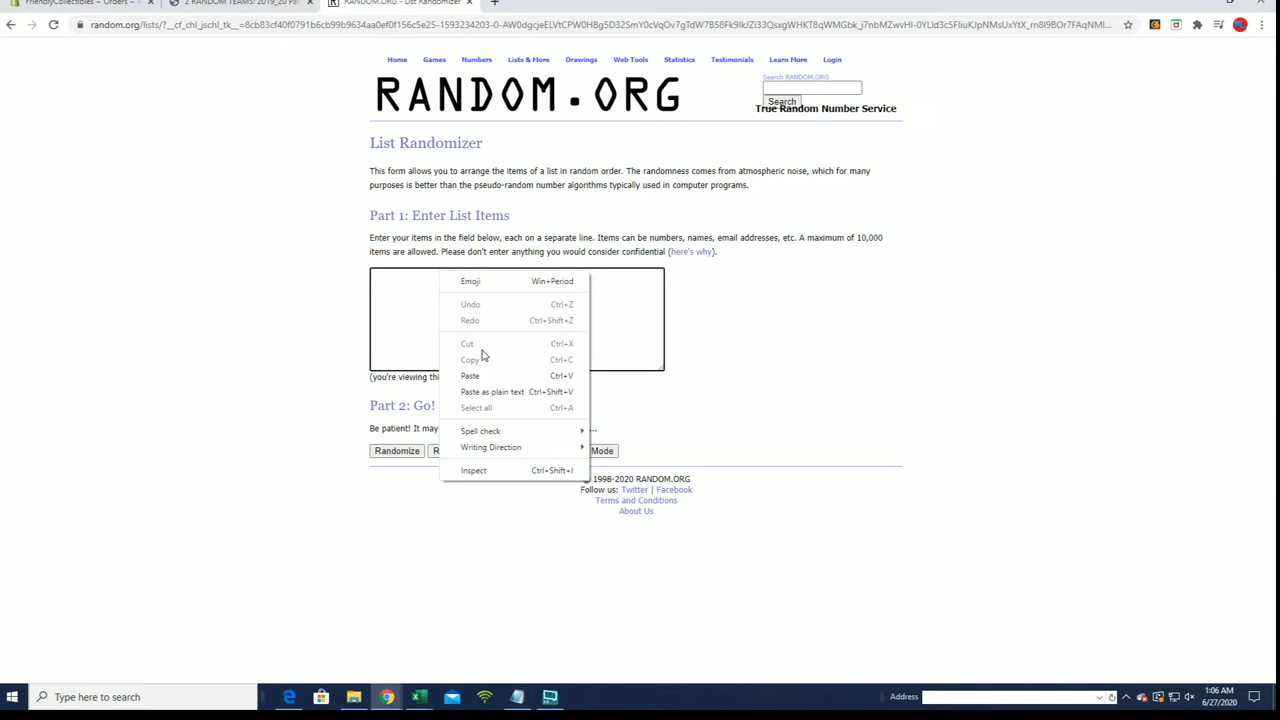 FriendlyCollectibles ~ Orders ~
2 RANDOM TEAMS: 2019_20 Pa
RANDOM.ORG - List Randomizer
Home Games Numbers Lists & More Drawings Web Tools Statistics Testimonials Learn More Login
RANDOM.ORG
Search RANDOM.ORG
Search
True Random Number Service
List Randomizer
This form allows you to arrange the items of a list in random order. The randomness comes from atmospheric noise, which for many
purposes is better than the pseudo-random number algorithms typically used in computer programs.
Part 1: Enter List Items
Enter your items in the field below, each on a separate line. Items can be numbers, names, email addresses, etc. A maximum of 10,000
items are allowed. Please don't enter anything you would consider confidential (here's why).
Emoji Win+Period
Undo Ctrl+Z
Redo Ctrl+Shift+Z
Cut Ctrl+X
Copy Ctrl+C
Paste Ctrl+V
Paste as plain text Ctrl+Shift+V
Select all Ctrl+A
Spell check
Writing Direction
Inspect Ctrl+Shift+I
(you're viewing thi
Part 2: Go!
Be patient! It may ...
Randomize R Mode
© 1998-2020 RANDOM.ORG
Follow us: Twitter | Facebook
Terms and Conditions
About Us
Type here to search
Address
1:06 AM
6/27/2020